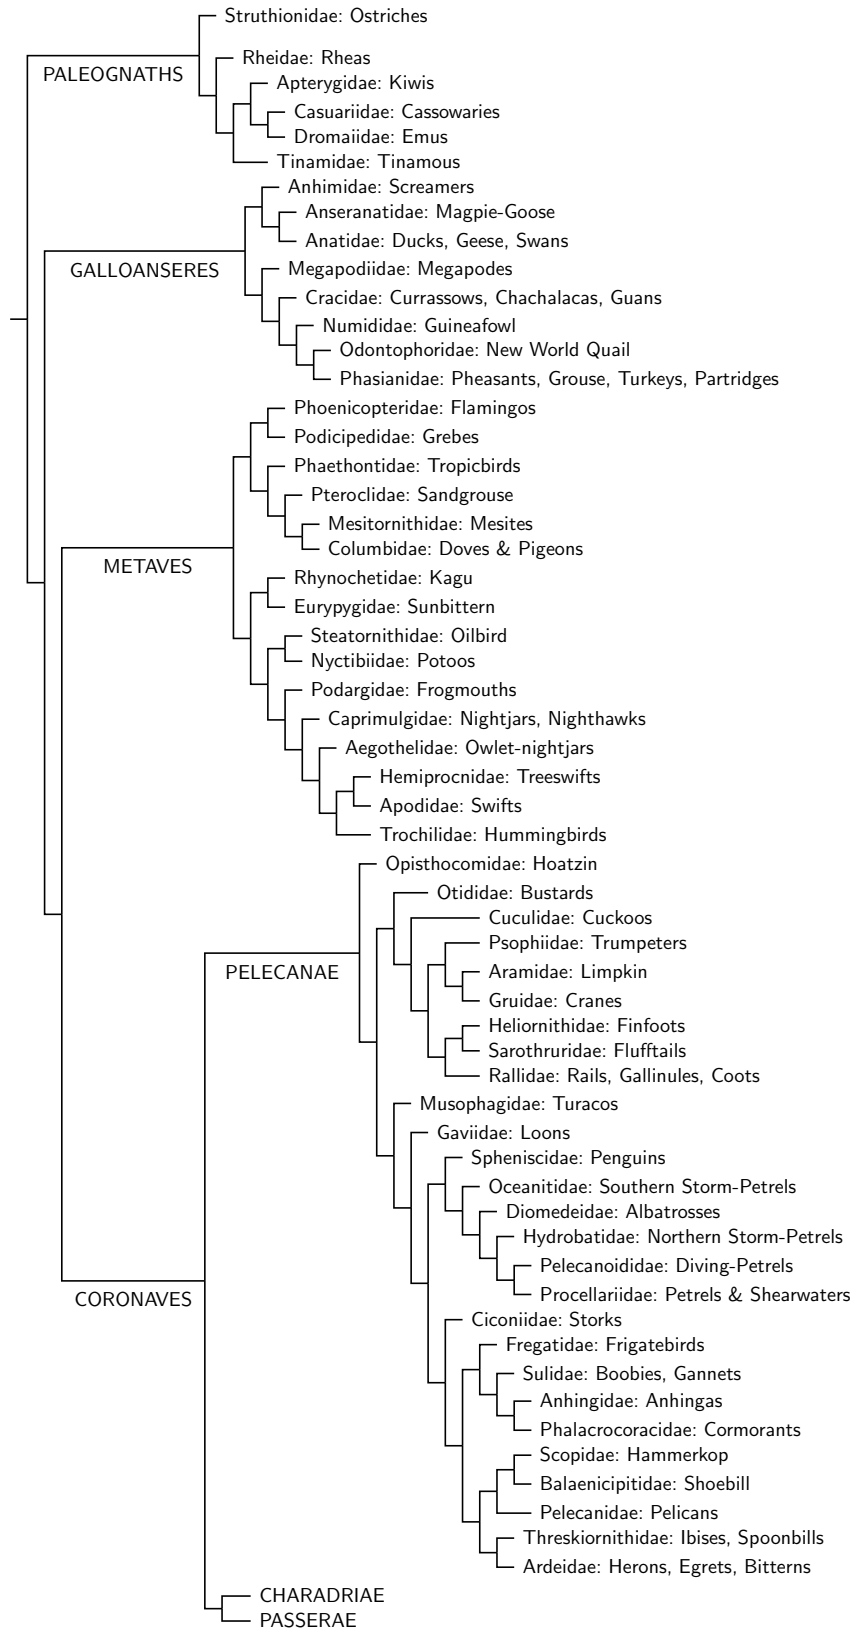 Struthionidae: Ostriches
Rheidae: Rheas
PALEOGNATHS
Apterygidae: Kiwis
Casuariidae: Cassowaries
Dromaiidae: Emus
Tinamidae: Tinamous
Anhimidae: Screamers
Anseranatidae: Magpie-Goose
Anatidae: Ducks, Geese, Swans
GALLOANSERES
Megapodiidae: Megapodes
Cracidae: Currassows, Chachalacas, Guans
Numididae: Guineafowl
Odontophoridae: New World Quail
Phasianidae: Pheasants, Grouse, Turkeys, Partridges
Phoenicopteridae: Flamingos
Podicipedidae: Grebes
Phaethontidae: Tropicbirds
Pteroclidae: Sandgrouse
Mesitornithidae: Mesites
Columbidae: Doves & Pigeons
METAVES
Rhynochetidae: Kagu
Eurypygidae: Sunbittern
Steatornithidae: Oilbird
Nyctibiidae: Potoos
Podargidae: Frogmouths
Caprimulgidae: Nightjars, Nighthawks
Aegothelidae: Owlet-nightjars
Hemiprocnidae: Treeswifts
Apodidae: Swifts
Trochilidae: Hummingbirds
Opisthocomidae: Hoatzin
Otididae: Bustards
Cuculidae: Cuckoos
Psophiidae: Trumpeters
PELECANAE
Aramidae: Limpkin
Gruidae: Cranes
Heliornithidae: Finfoots
Sarothruridae: Flufftails
Rallidae: Rails, Gallinules, Coots
Musophagidae: Turacos
Gaviidae: Loons
Spheniscidae: Penguins
Oceanitidae: Southern Storm-Petrels
Diomedeidae: Albatrosses
Hydrobatidae: Northern Storm-Petrels
Pelecanoididae: Diving-Petrels
Procellariidae: Petrels & Shearwaters
CORONAVES
Ciconiidae: Storks
Fregatidae: Frigatebirds
Sulidae: Boobies, Gannets
Anhingidae: Anhingas
Phalacrocoracidae: Cormorants
Scopidae: Hammerkop
Balaenicipitidae: Shoebill
Pelecanidae: Pelicans
Threskiornithidae: Ibises, Spoonbills
Ardeidae: Herons, Egrets, Bitterns
CHARADRIAE
PASSERAE